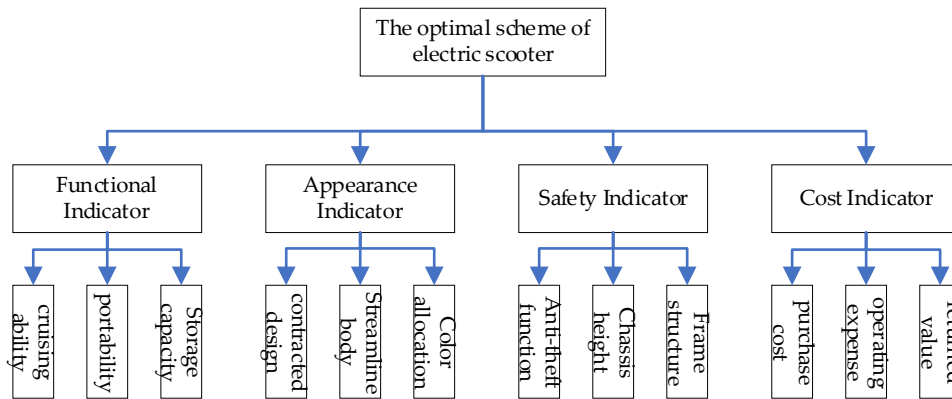 The optimal scheme of
electric scooter
Functional
Indicator
Appearance
Indicator
Safety Indicator
Cost Indicator
cruising
ability
portability
Storage
capacity
contracted
design
Streamline
body
Color
allocation
Anti-theft
function
Chassis
height
Frame
structure
purchase
cost
operating
expense
value